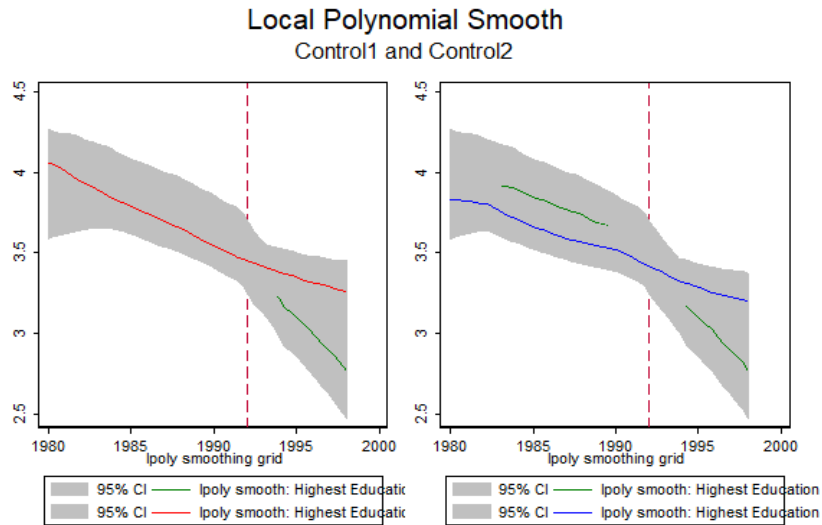 Local Polynomial Smooth
Control1 and Control2
4.5
4
3.5
3
2.5
1980 1985 1990 1995 2000
lpoly smoothing grid
95% CI lpoly smooth: Highest Educatio
95% CI lpoly smooth: Highest Educatio
4.5
4
3.5
3
2.5
1980 1985 1990 1995 2000
lpoly smoothing grid
95% CI lpoly smooth: Highest Education
95% CI lpoly smooth: Highest Education